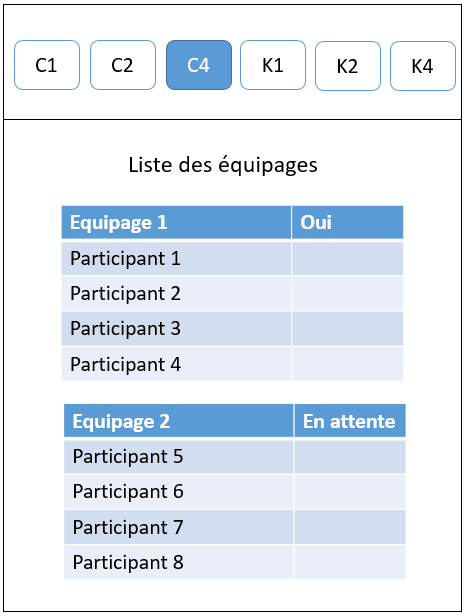 C1 C2 C4 K1 K2 K4
Liste des équipages
Equipage 1 Oui
Participant 1
Participant 2
Participant 3
Participant 4
Equipage 2 En attente
Participant 5
Participant 6
Participant 7
Participant 8